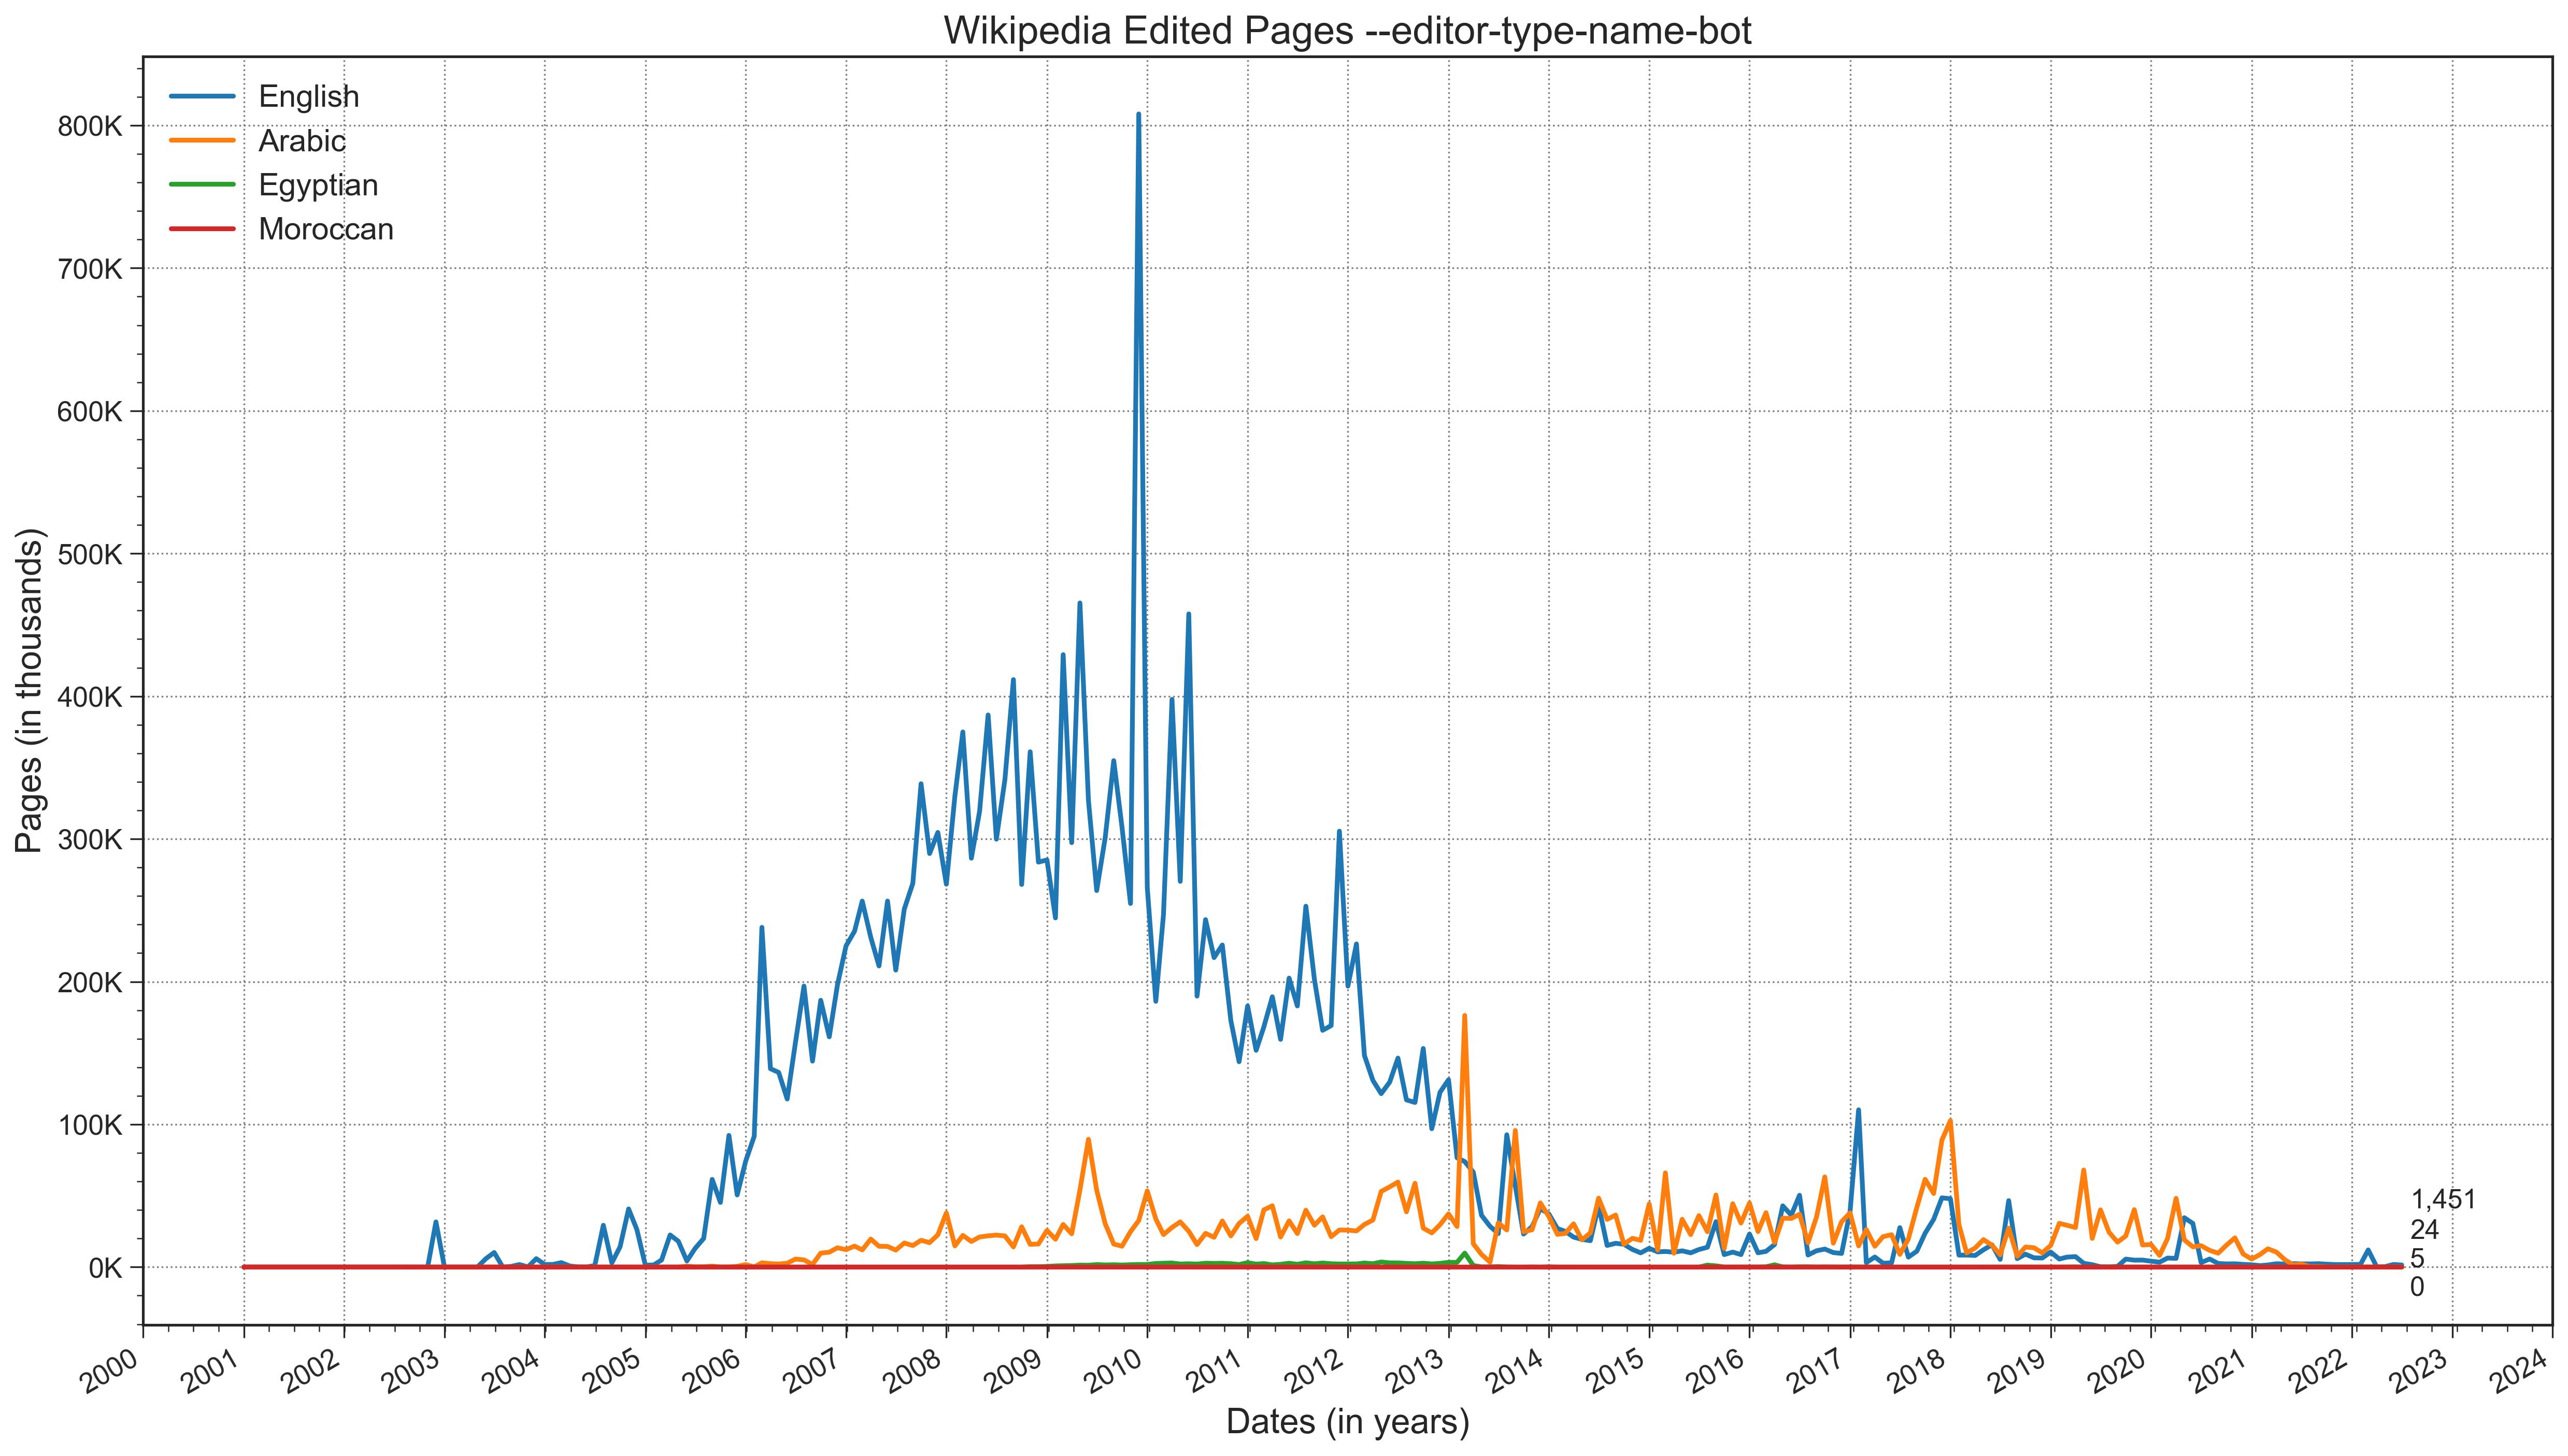 Wikipedia Edited Pages --editor-type-name-bot
English
Arabic
Egyptian
Moroccan
Pages (in thousands)
800K
700K
600K
500K
400K
300K
200K
100K
0K
1,451
24
5
0
2000 2001 2002 2003 2004 2005 2006 2007 2008 2009 2010 2011 2012 2013 2014 2015 2016 2017 2018 2019 2020 2021 2022 2023 2024
Dates (in years)